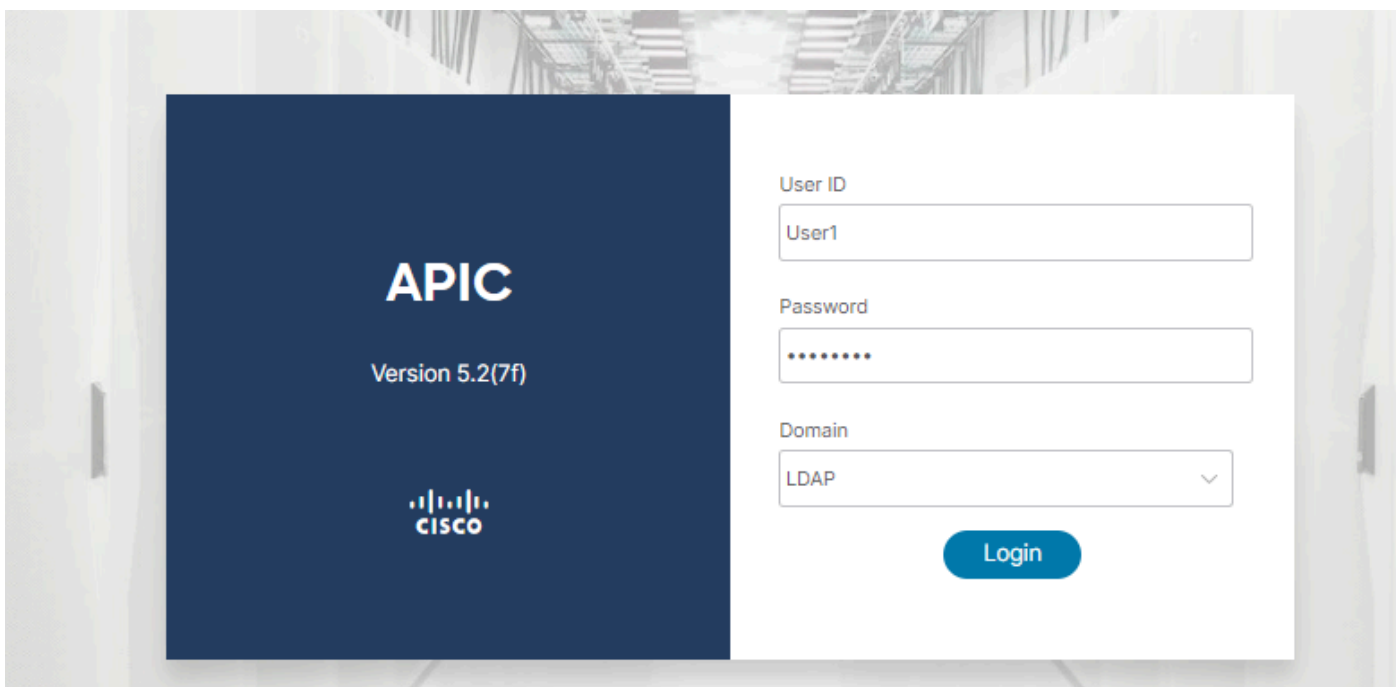 APIC
Version 5.2(7f)
CISCO
User ID
User1
Password
••••••••
Domain
LDAP
Login